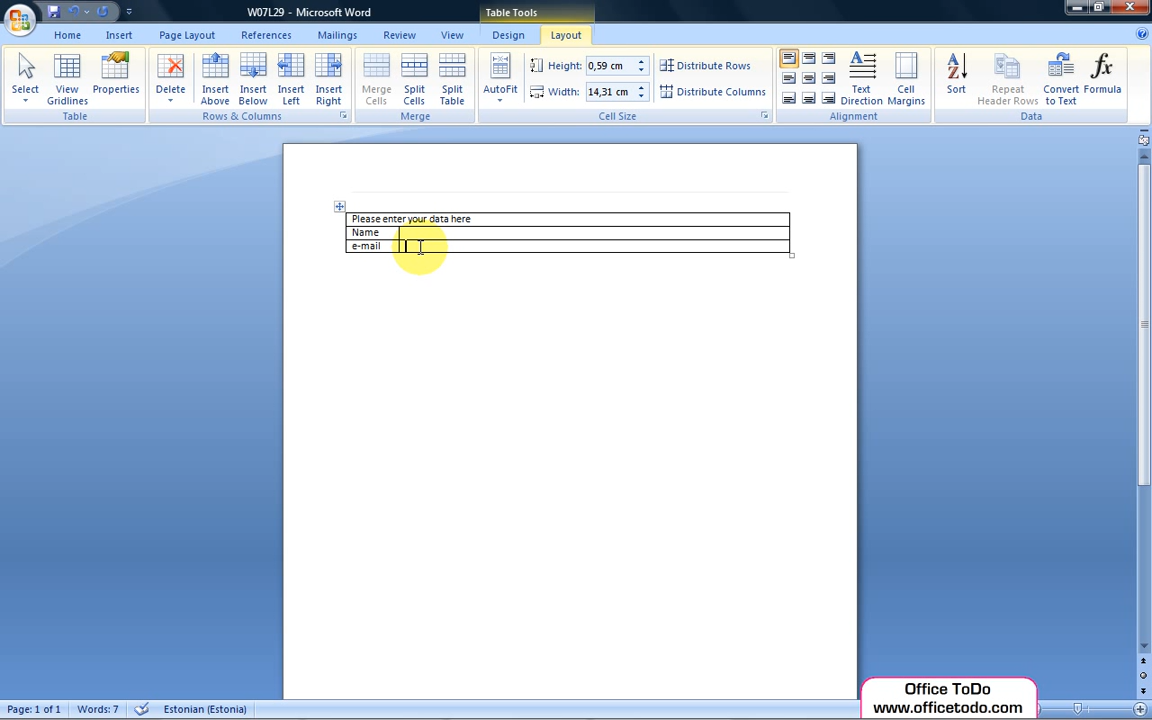 W07L29 - Microsoft Word
Table Tools
Home Insert Page Layout References Mailings Review View Design Layout
Select View Gridlines Properties
Table
Delete Insert Above Insert Below Insert Left Insert Right
Rows & Columns
Merge Cells Split Cells Split Table
Merge
AutoFit
Height: 0,59 cm
Width: 14,31 cm
Distribute Rows
Distribute Columns
Cell Size
Text Direction Cell Margins
Alignment
Sort Repeat Header Rows Convert to Text Formula
Data
Please enter your data here
Name
e-mail
Page: 1 of 1 Words: 7 Estonian (Estonia)
Office ToDo
www.officetodo.com